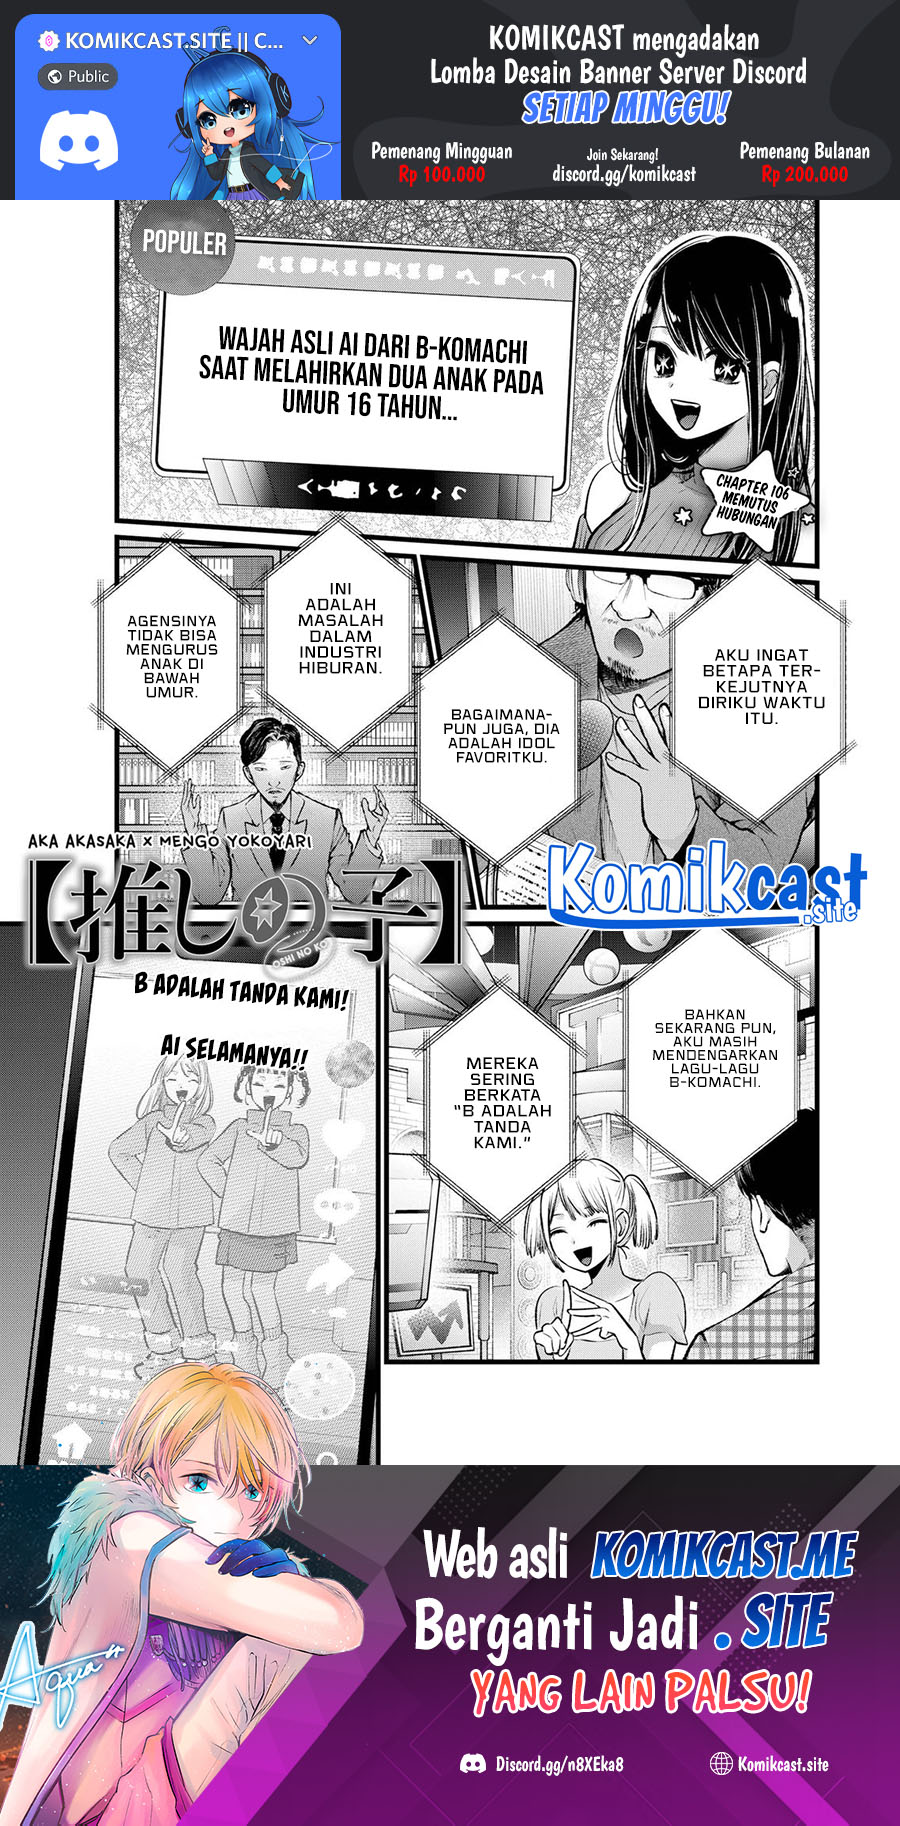 KOMIKCAST.SITE || C...
Public
KOMIKCAST mengadakan
Lomba Desain Banner Server Discord
SETIAP MINGGU!
Pemenang Mingguan
Rp 100.000
Join Sekarang!
discord.gg/komikcast
Pemenang Bulanan
Rp 200.000
POPULER
WAJAH ASLI AI DARI B-KOMACHI
SAAT MELAHIRKAN DUA ANAK PADA
UMUR 16 TAHUN...
CHAPTER 106
MEMUTUS
HUBUNGAN
AKU INGAT
BETAPA TER-
KEJUTNYA
DIRIKU WAKTU
ITU.
BAGAIMANA-
PUN JUGA, DIA
ADALAH IDOL
FAVORITKU.
INI
ADALAH
MASALAH
DALAM
INDUSTRI
HIBURAN.
AGENSINYA
TIDAK BISA
MENGURUS
ANAK DI
BAWAH
UMUR.
AKA AKASAKA × MENGO YOKOYARI
【推しの子】
OSHI NO KO
Komikcast
.site
BAHKAN
SEKARANG PUN,
AKU MASIH
MENDENGARKAN
LAGU-LAGU
B-KOMACHI.
MEREKA
SERING
BERKATA
"B ADALAH
TANDA
KAMI."
B ADALAH TANDA KAMI!
AI SELAMANYA!!
Aqua
Web asli KOMIKCAST.ME
Berganti Jadi .SITE
YANG LAIN PALSU!
Discord.gg/n8XEka8
Komikcast.site